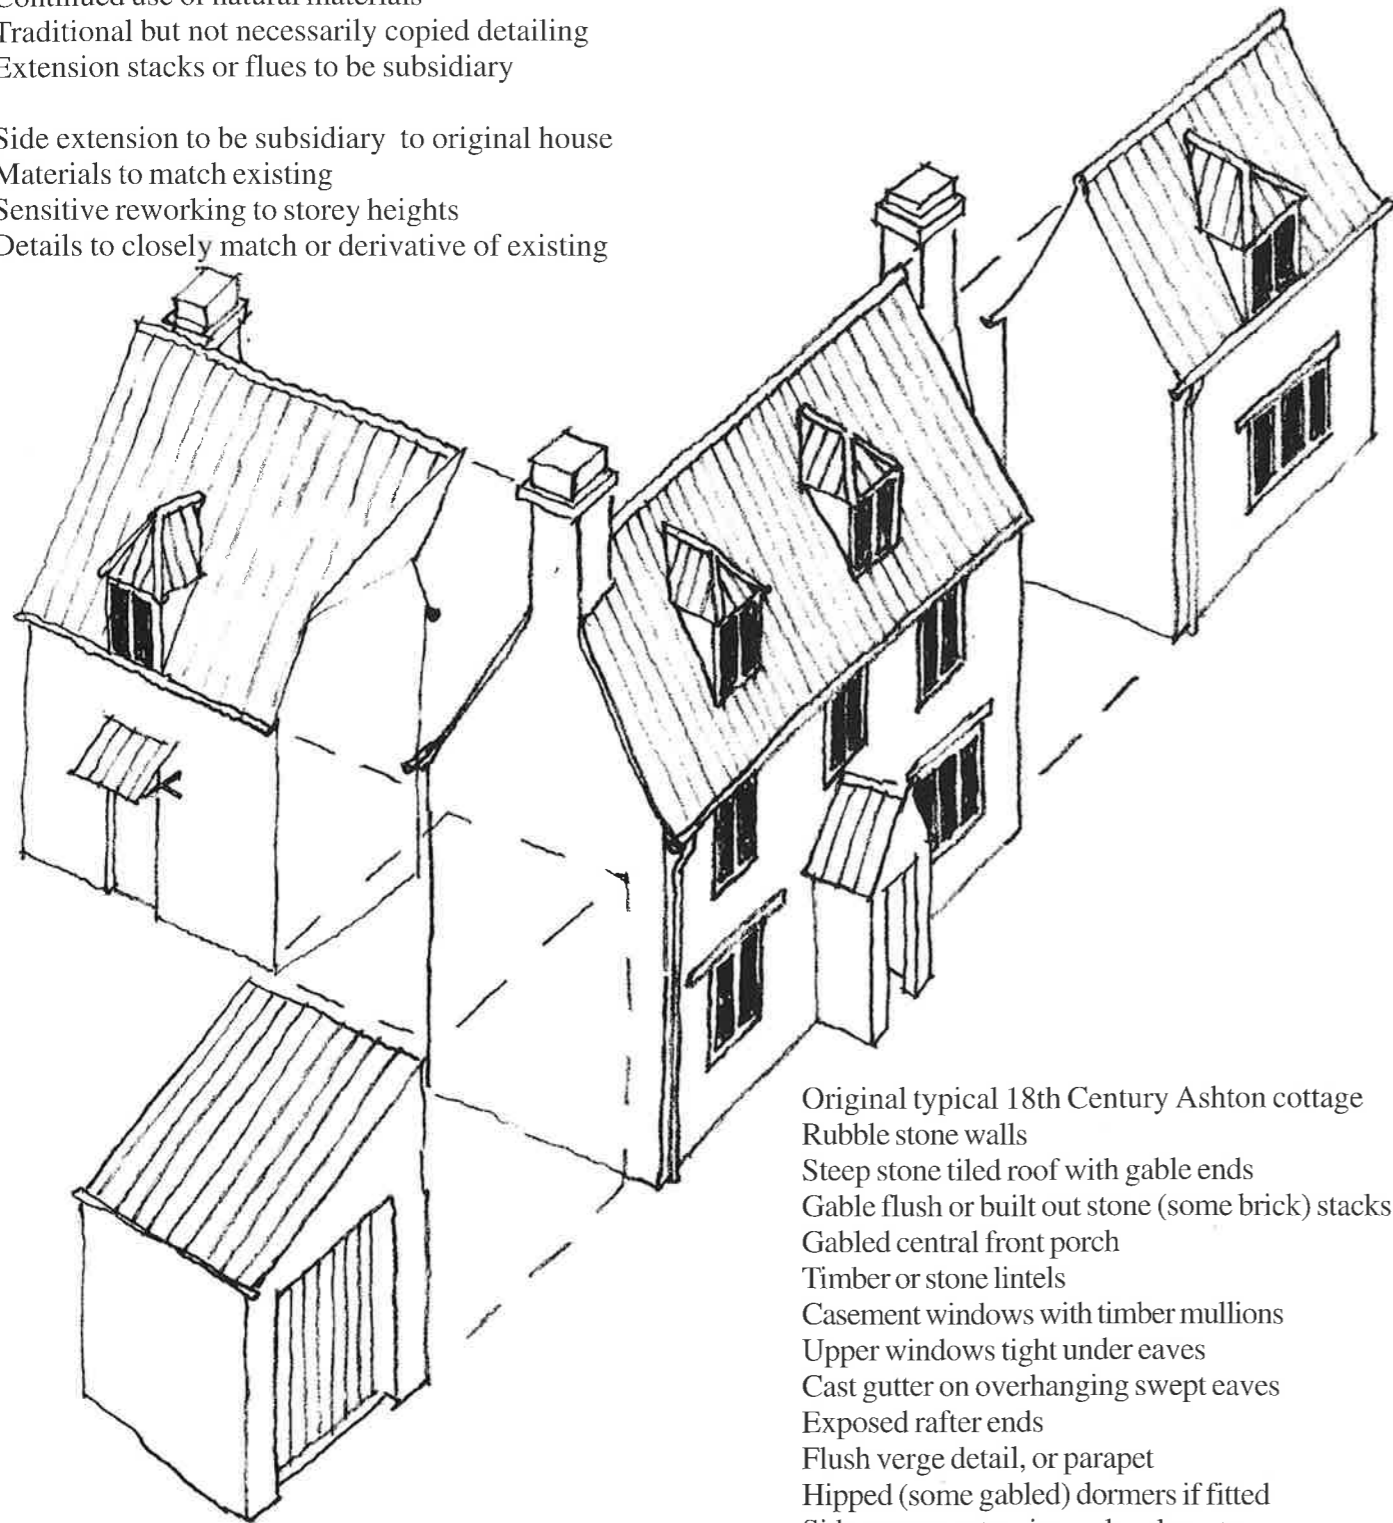 Continued use of natural materials
Traditional but not necessarily copied detailing
Extension stacks or flues to be subsidiary
Side extension to be subsidiary to original house
Materials to match existing
Sensitive reworking to storey heights
Details to closely match or derivative of existing
Original typical 18th Century Ashton cottage
Rubble stone walls
Steep stone tiled roof with gable ends
Gable flush or built out stone (some brick) stacks
Gabled central front porch
Timber or stone lintels
Casement windows with timber mullions
Upper windows tight under eaves
Cast gutter on overhanging swept eaves
Exposed rafter ends
Flush verge detail, or parapet
Hipped (some gabled) dormers if fitted